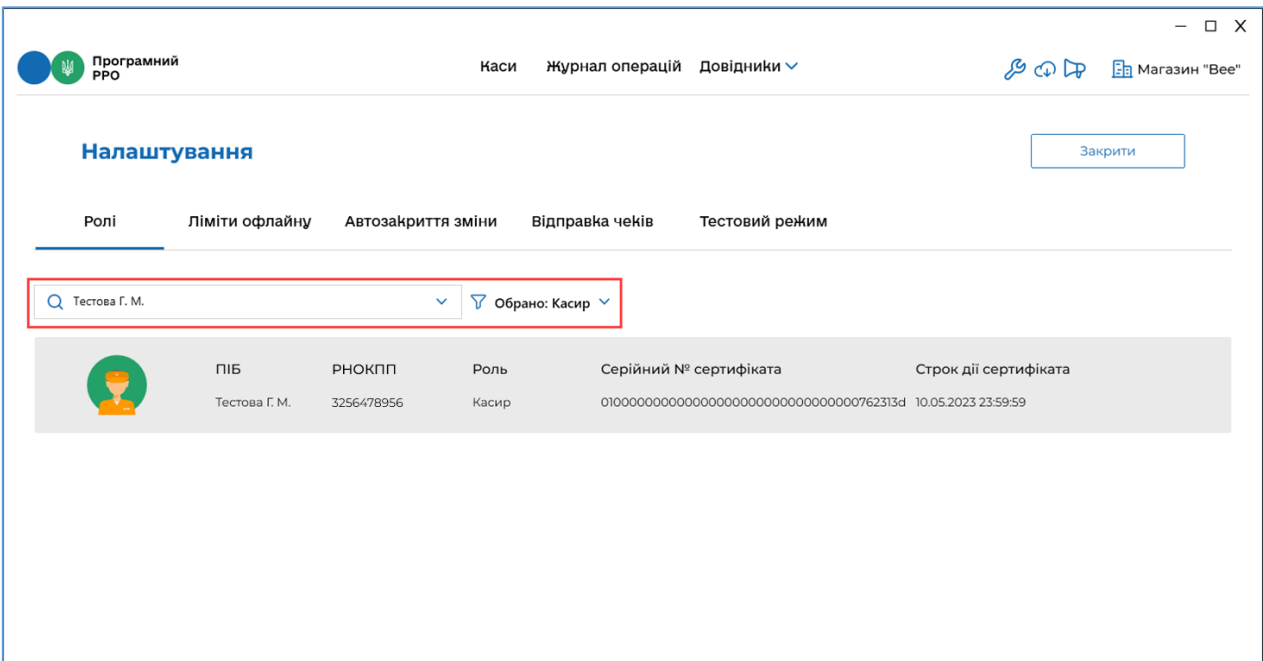 Програмний
РРО
Каси Журнал операцій Довідники
Магазин "Bee"
Налаштування
Закрити
Ролі Ліміти офлайну Автозакриття зміни Відправка чеків Тестовий режим
Тестова Г. М.
Обрано: Касир
ПІБ РНОКПП Роль Серійний № сертифіката Строк дії сертифіката
Тестова Г. М. 3256478956 Касир 10.05.2023 23:59:59